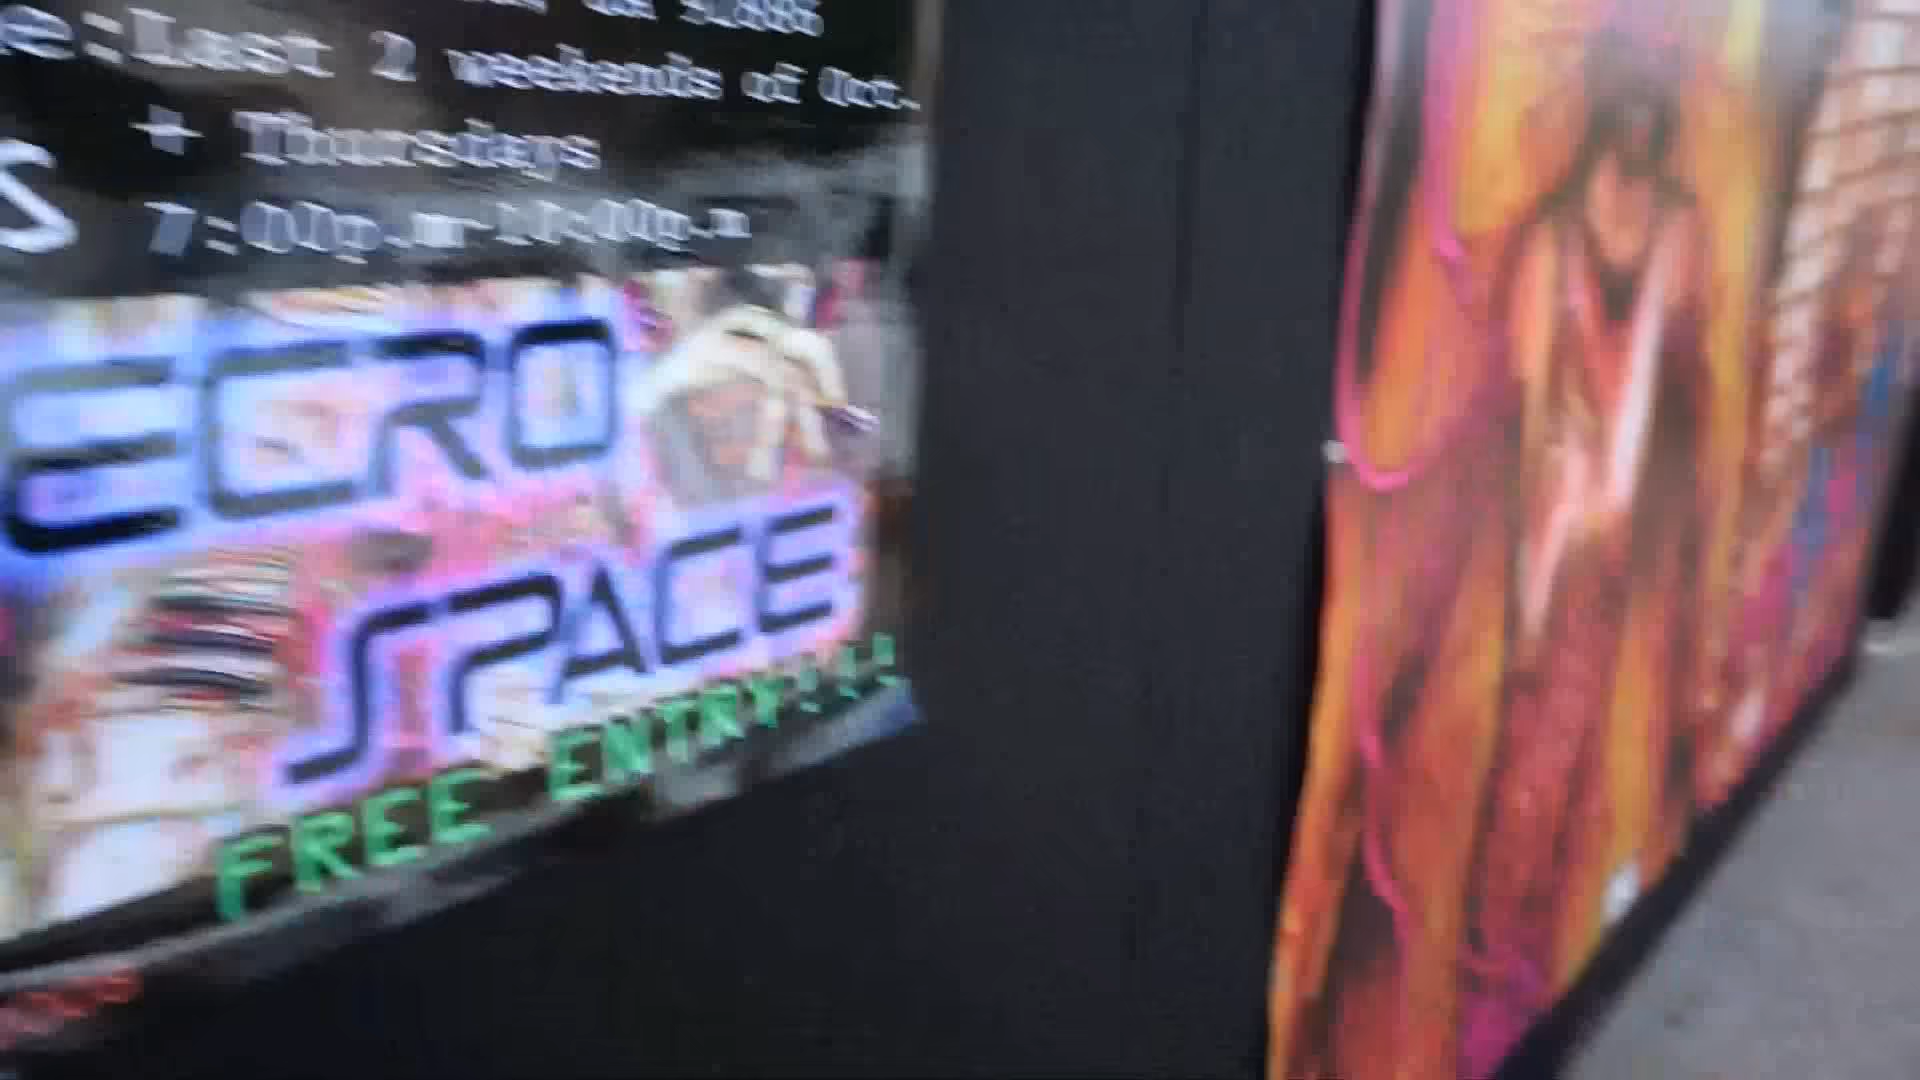 e:Last 2 weekends of Oct.
+ Thursdays
S
7:00p.m-11:00p.m
ECRO
SPACE
FREE ENTRY!!!